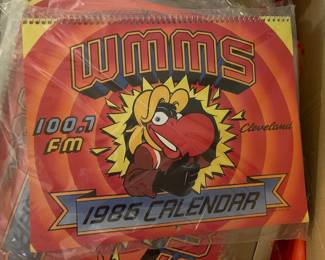 WMMS
100.7
FM
Cleveland
1986 CALENDAR